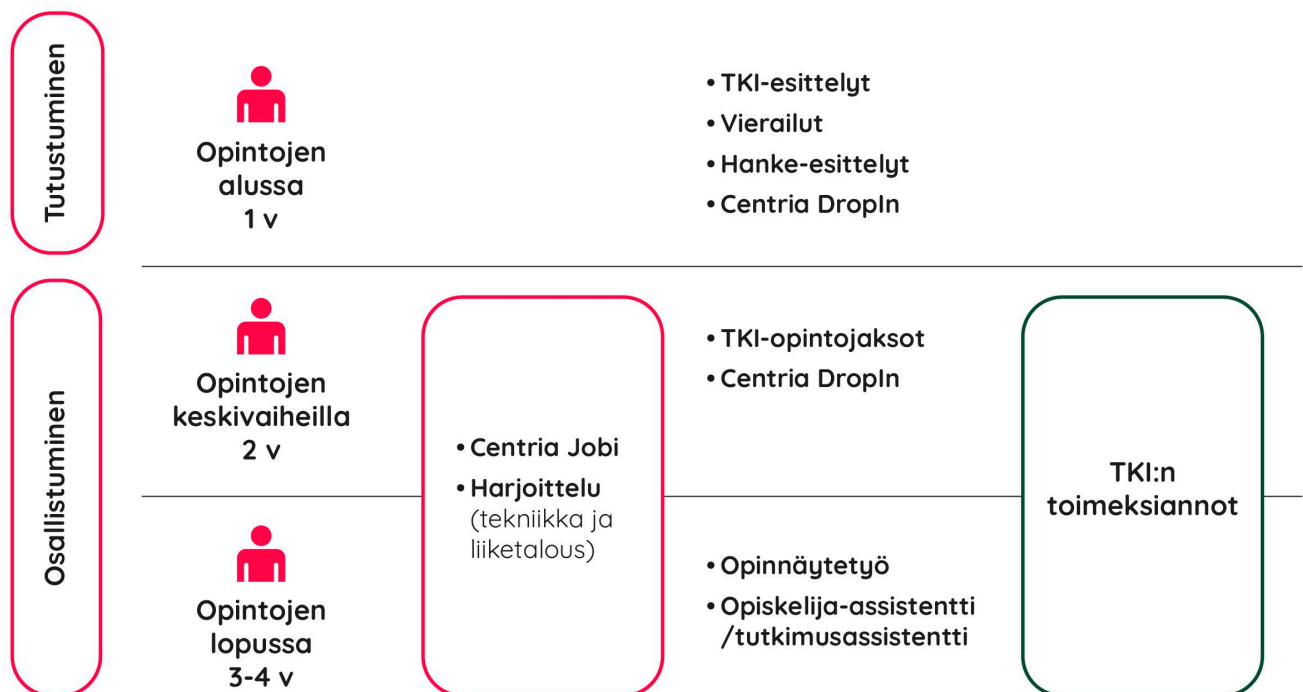 Tutustuminen
Opintojen
alussa
1 v
• TKI-esittelyt
• Vierailut
• Hanke-esittelyt
• Centria DropIn
Osallistuminen
Opintojen
keskivaiheilla
2 v
• Centria Jobi
• Harjoittelu
(tekniikka ja
liiketalous)
• TKI-opintojaksot
• Centria DropIn
TKI:n
toimeksiannot
Opintojen
lopussa
3-4 v
• Opinnäytetyö
• Opiskelija-assistentti
/tutkimusassistentti